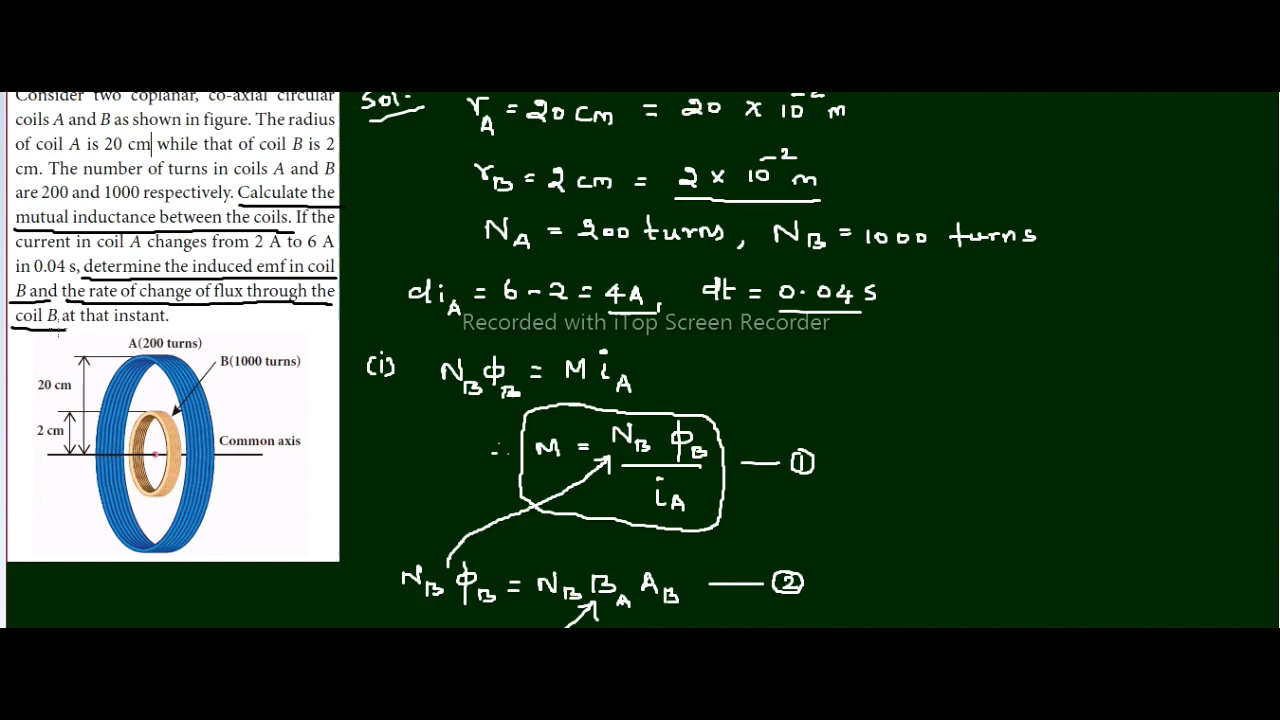 Consider two coplanar, co-axial circular
coils A and B as shown in figure. The radius
of coil A is 20 cm while that of coil B is 2
cm. The number of turns in coils A and B
are 200 and 1000 respectively. Calculate the
mutual inductance between the coils. If the
current in coil A changes from 2 A to 6 A
in 0.04 s, determine the induced emf in coil
B and the rate of change of flux through the
coil B at that instant.
A(200 turns)
B(1000 turns)
20 cm
2 cm
Common axis
Sol:-
r_A = 20 cm = 20 × 10^-2 m
r_B = 2 cm = 2 × 10^-2 m
N_A = 200 turns, N_B = 1000 turns
di_A = 6 - 2 = 4A, dt = 0.04 s
Recorded with iTop Screen Recorder
(i) N_B ϕ_B = M i_A
∴ M = N_B ϕ_B / i_A — ①
N_B ϕ_B = N_B B_A A_B — ②